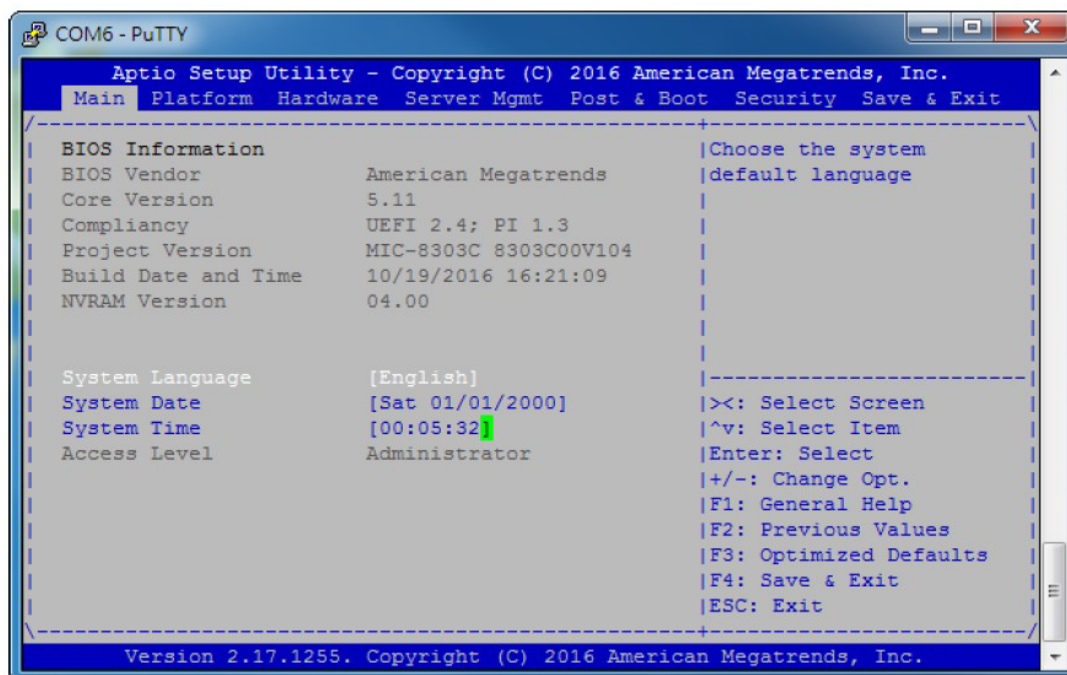 COM6 - PuTTY
Aptio Setup Utility - Copyright (C) 2016 American Megatrends, Inc.
Main Platform Hardware Server Mgmt Post & Boot Security Save & Exit
/----------------------------------------------------+-------------------------\
| BIOS Information |Choose the system |
| BIOS Vendor American Megatrends |default language |
| Core Version 5.11 | |
| Compliancy UEFI 2.4; PI 1.3 | |
| Project Version MIC-8303C 8303C00V104 | |
| Build Date and Time 10/19/2016 16:21:09 | |
| NVRAM Version 04.00 | |
| | |
| | |
| System Language [English] |-------------------------|
| System Date [Sat 01/01/2000] |><: Select Screen |
| System Time [00:05:32] |^v: Select Item |
| Access Level Administrator |Enter: Select |
| |+/-: Change Opt. |
| |F1: General Help |
| |F2: Previous Values |
| |F3: Optimized Defaults |
| |F4: Save & Exit |
| |ESC: Exit |
\----------------------------------------------------+-------------------------/
Version 2.17.1255. Copyright (C) 2016 American Megatrends, Inc.